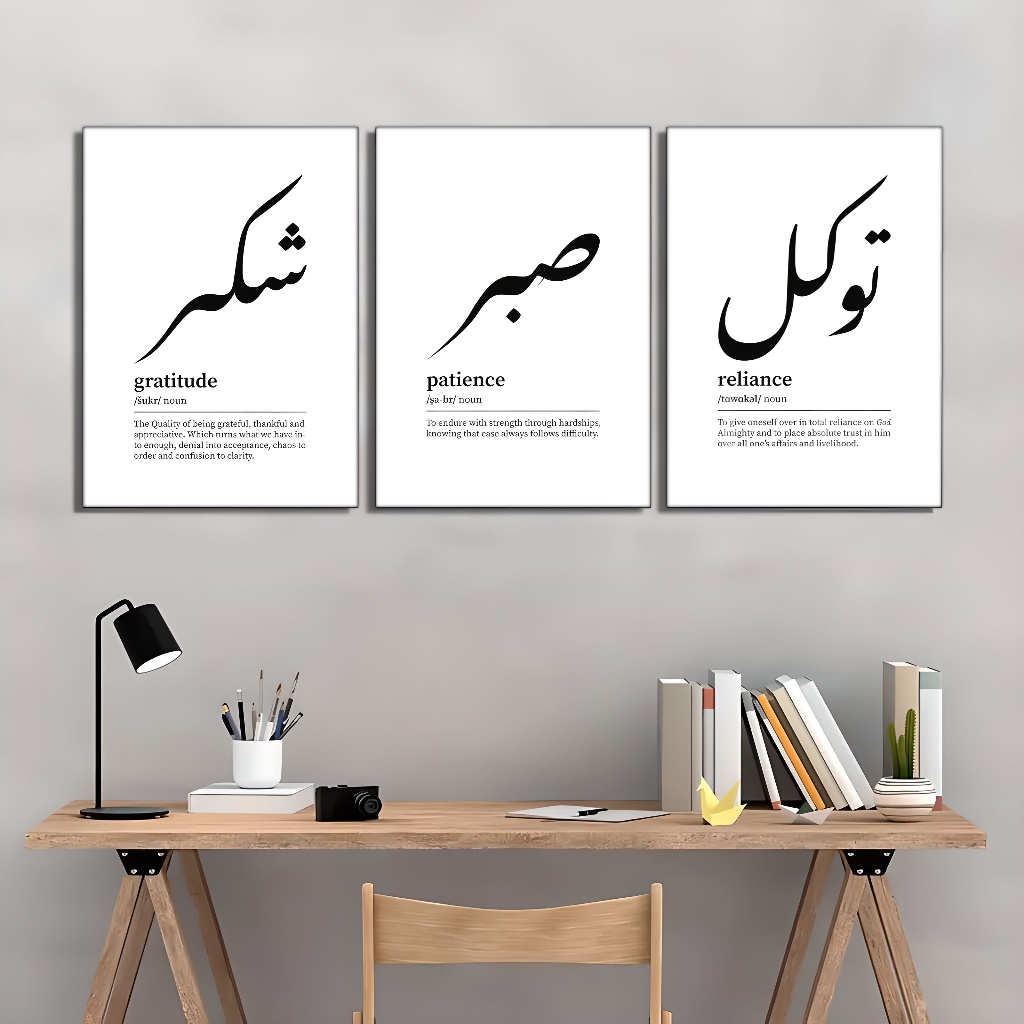 شكر
gratitude
/šukr/ noun
The Quality of being grateful, thankful and
appreciative. Which turns what we have in-
to enough, denial into acceptance, chaos to
order and confusion to clarity.
صبر
patience
/ṣa-br/ noun
To endure with strength through hardships,
knowing that ease always follows difficulty.
توكل
reliance
/tawakəl/ noun
To give oneself over in total reliance on God
Almighty and to place absolute trust in him
over all one's affairs and livelihood.